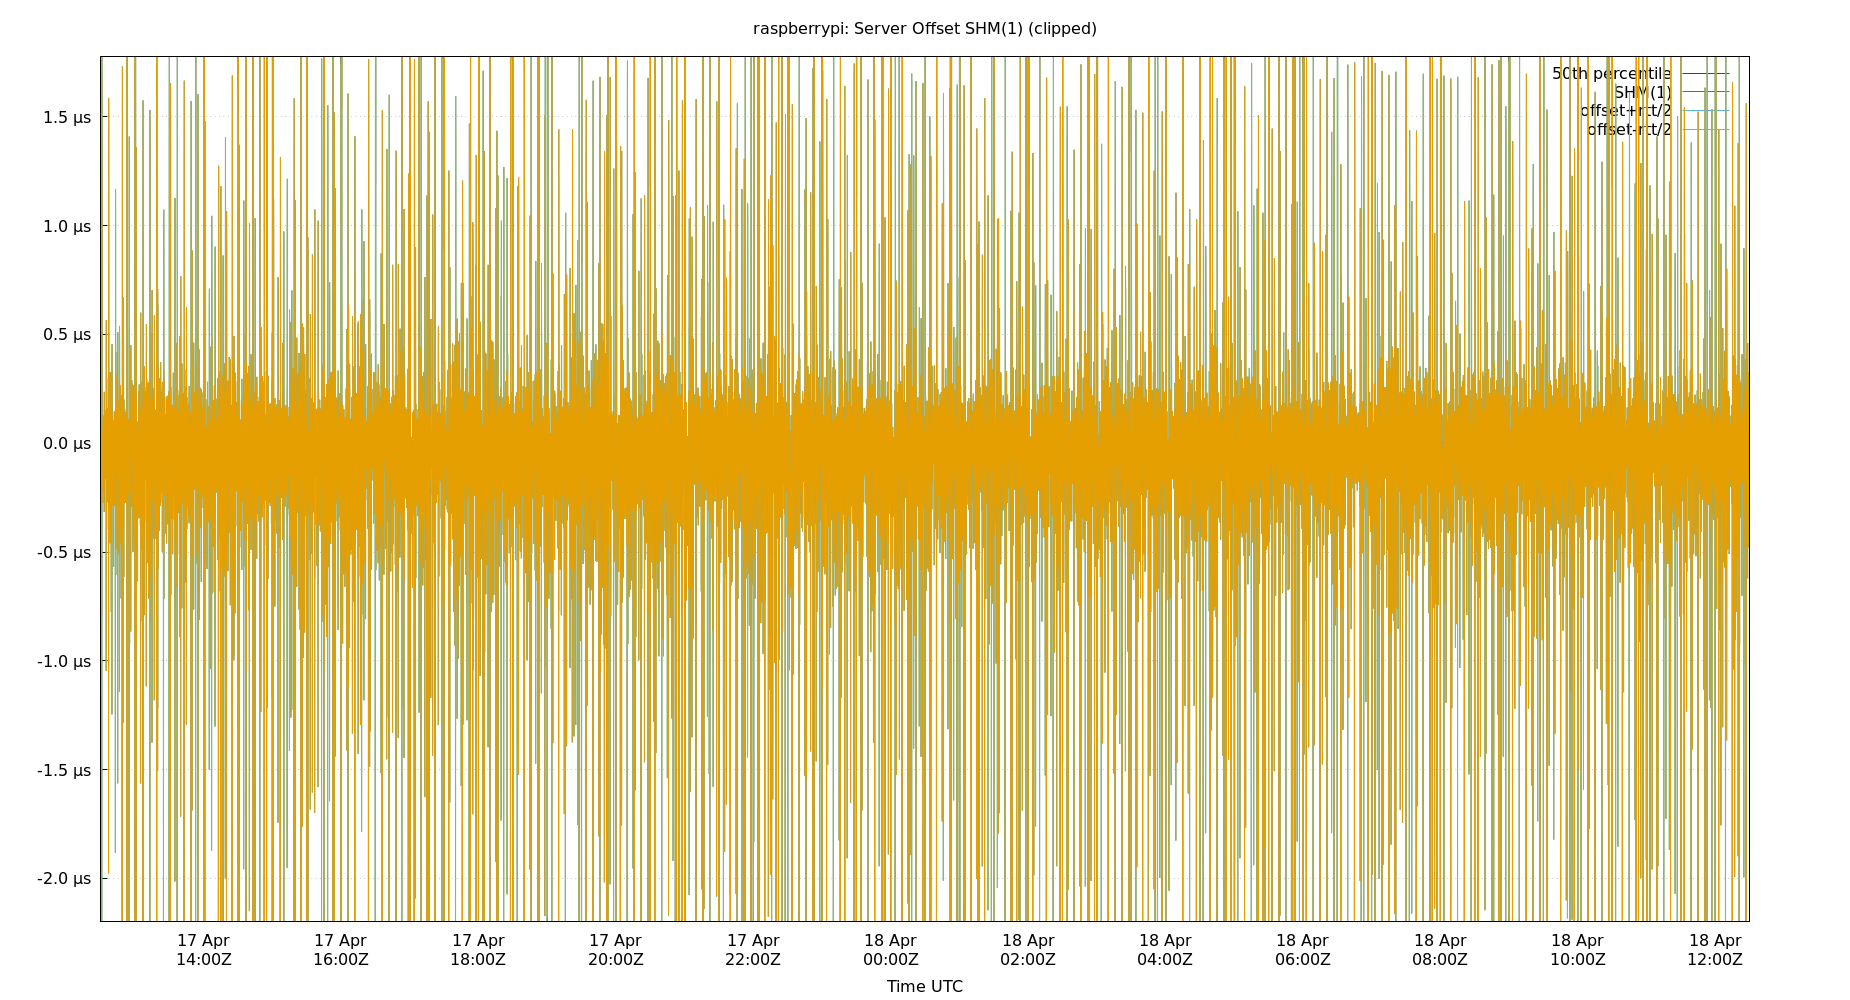 raspberrypi: Server Offset SHM(1) (clipped)
50th percentile
SHM(1)
offset+rtt/2
offset-rtt/2
1.5 µs
1.0 µs
0.5 µs
0.0 µs
-0.5 µs
-1.0 µs
-1.5 µs
-2.0 µs
17 Apr 17 Apr 17 Apr 17 Apr 17 Apr 18 Apr 18 Apr 18 Apr 18 Apr 18 Apr 18 Apr 18 Apr
14:00Z 16:00Z 18:00Z 20:00Z 22:00Z 00:00Z 02:00Z 04:00Z 06:00Z 08:00Z 10:00Z 12:00Z
Time UTC